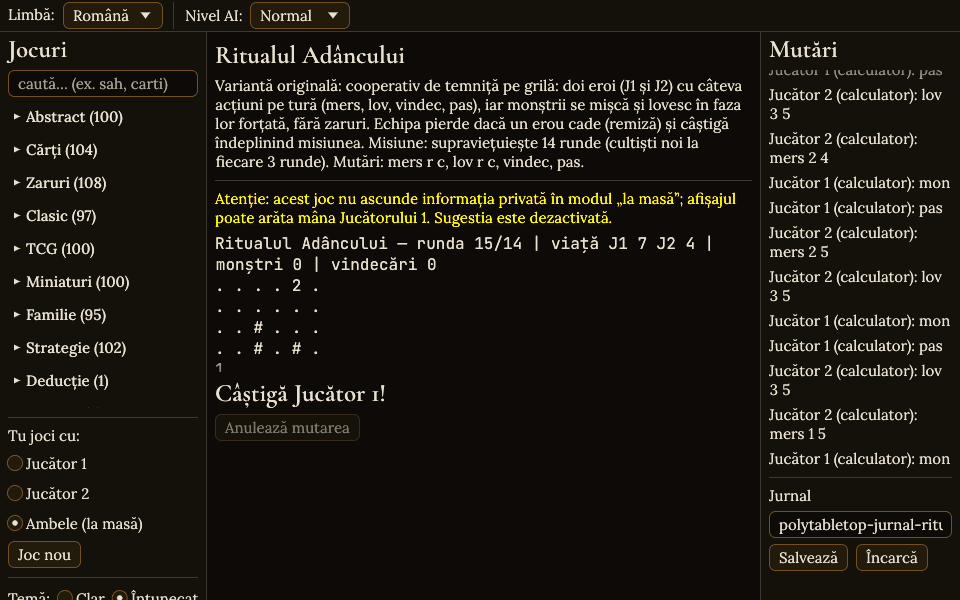 Limbă: Română ▼ Nivel AI: Normal ▼
Jocuri
caută... (ex. sah, carti)
▸ Abstract (100)
▸ Cărți (104)
▸ Zaruri (108)
▸ Clasic (97)
▸ TCG (100)
▸ Miniaturi (100)
▸ Familie (95)
▸ Strategie (102)
▸ Deducție (1)
Tu joci cu:
Jucător 1
Jucător 2
Ambele (la masă)
Joc nou
Temă: Clar Întunecat
Ritualul Adâncului
Variantă originală: cooperativ de temniță pe grilă: doi eroi (J1 și J2) cu câteva
acțiuni pe tură (mers, lov, vindec, pas), iar monștrii se mișcă și lovesc în faza
lor forțată, fără zaruri. Echipa pierde dacă un erou cade (remiză) și câștigă
îndeplinind misiunea. Misiune: supraviețuiește 14 runde (cultiști noi la
fiecare 3 runde). Mutări: mers r c, lov r c, vindec, pas.
Atenție: acest joc nu ascunde informația privată în modul „la masă”; afișajul
poate arăta mâna Jucătorului 1. Sugestia este dezactivată.
Ritualul Adâncului — runda 15/14 | viață J1 7 J2 4 |
monștri 0 | vindecări 0
. . . . 2 .
. . . . . .
. . # . . .
. . # . # .
1
Câștigă Jucător 1!
Anulează mutarea
Mutări
Jucător 1 (calculator): pas
Jucător 2 (calculator): lov
3 5
Jucător 2 (calculator):
mers 2 4
Jucător 1 (calculator): mon
Jucător 1 (calculator): pas
Jucător 2 (calculator):
mers 2 5
Jucător 2 (calculator): lov
3 5
Jucător 1 (calculator): mon
Jucător 1 (calculator): pas
Jucător 2 (calculator): lov
3 5
Jucător 2 (calculator):
mers 1 5
Jucător 1 (calculator): mon
Jurnal
polytabletop-jurnal-ritu
Salvează Încarcă